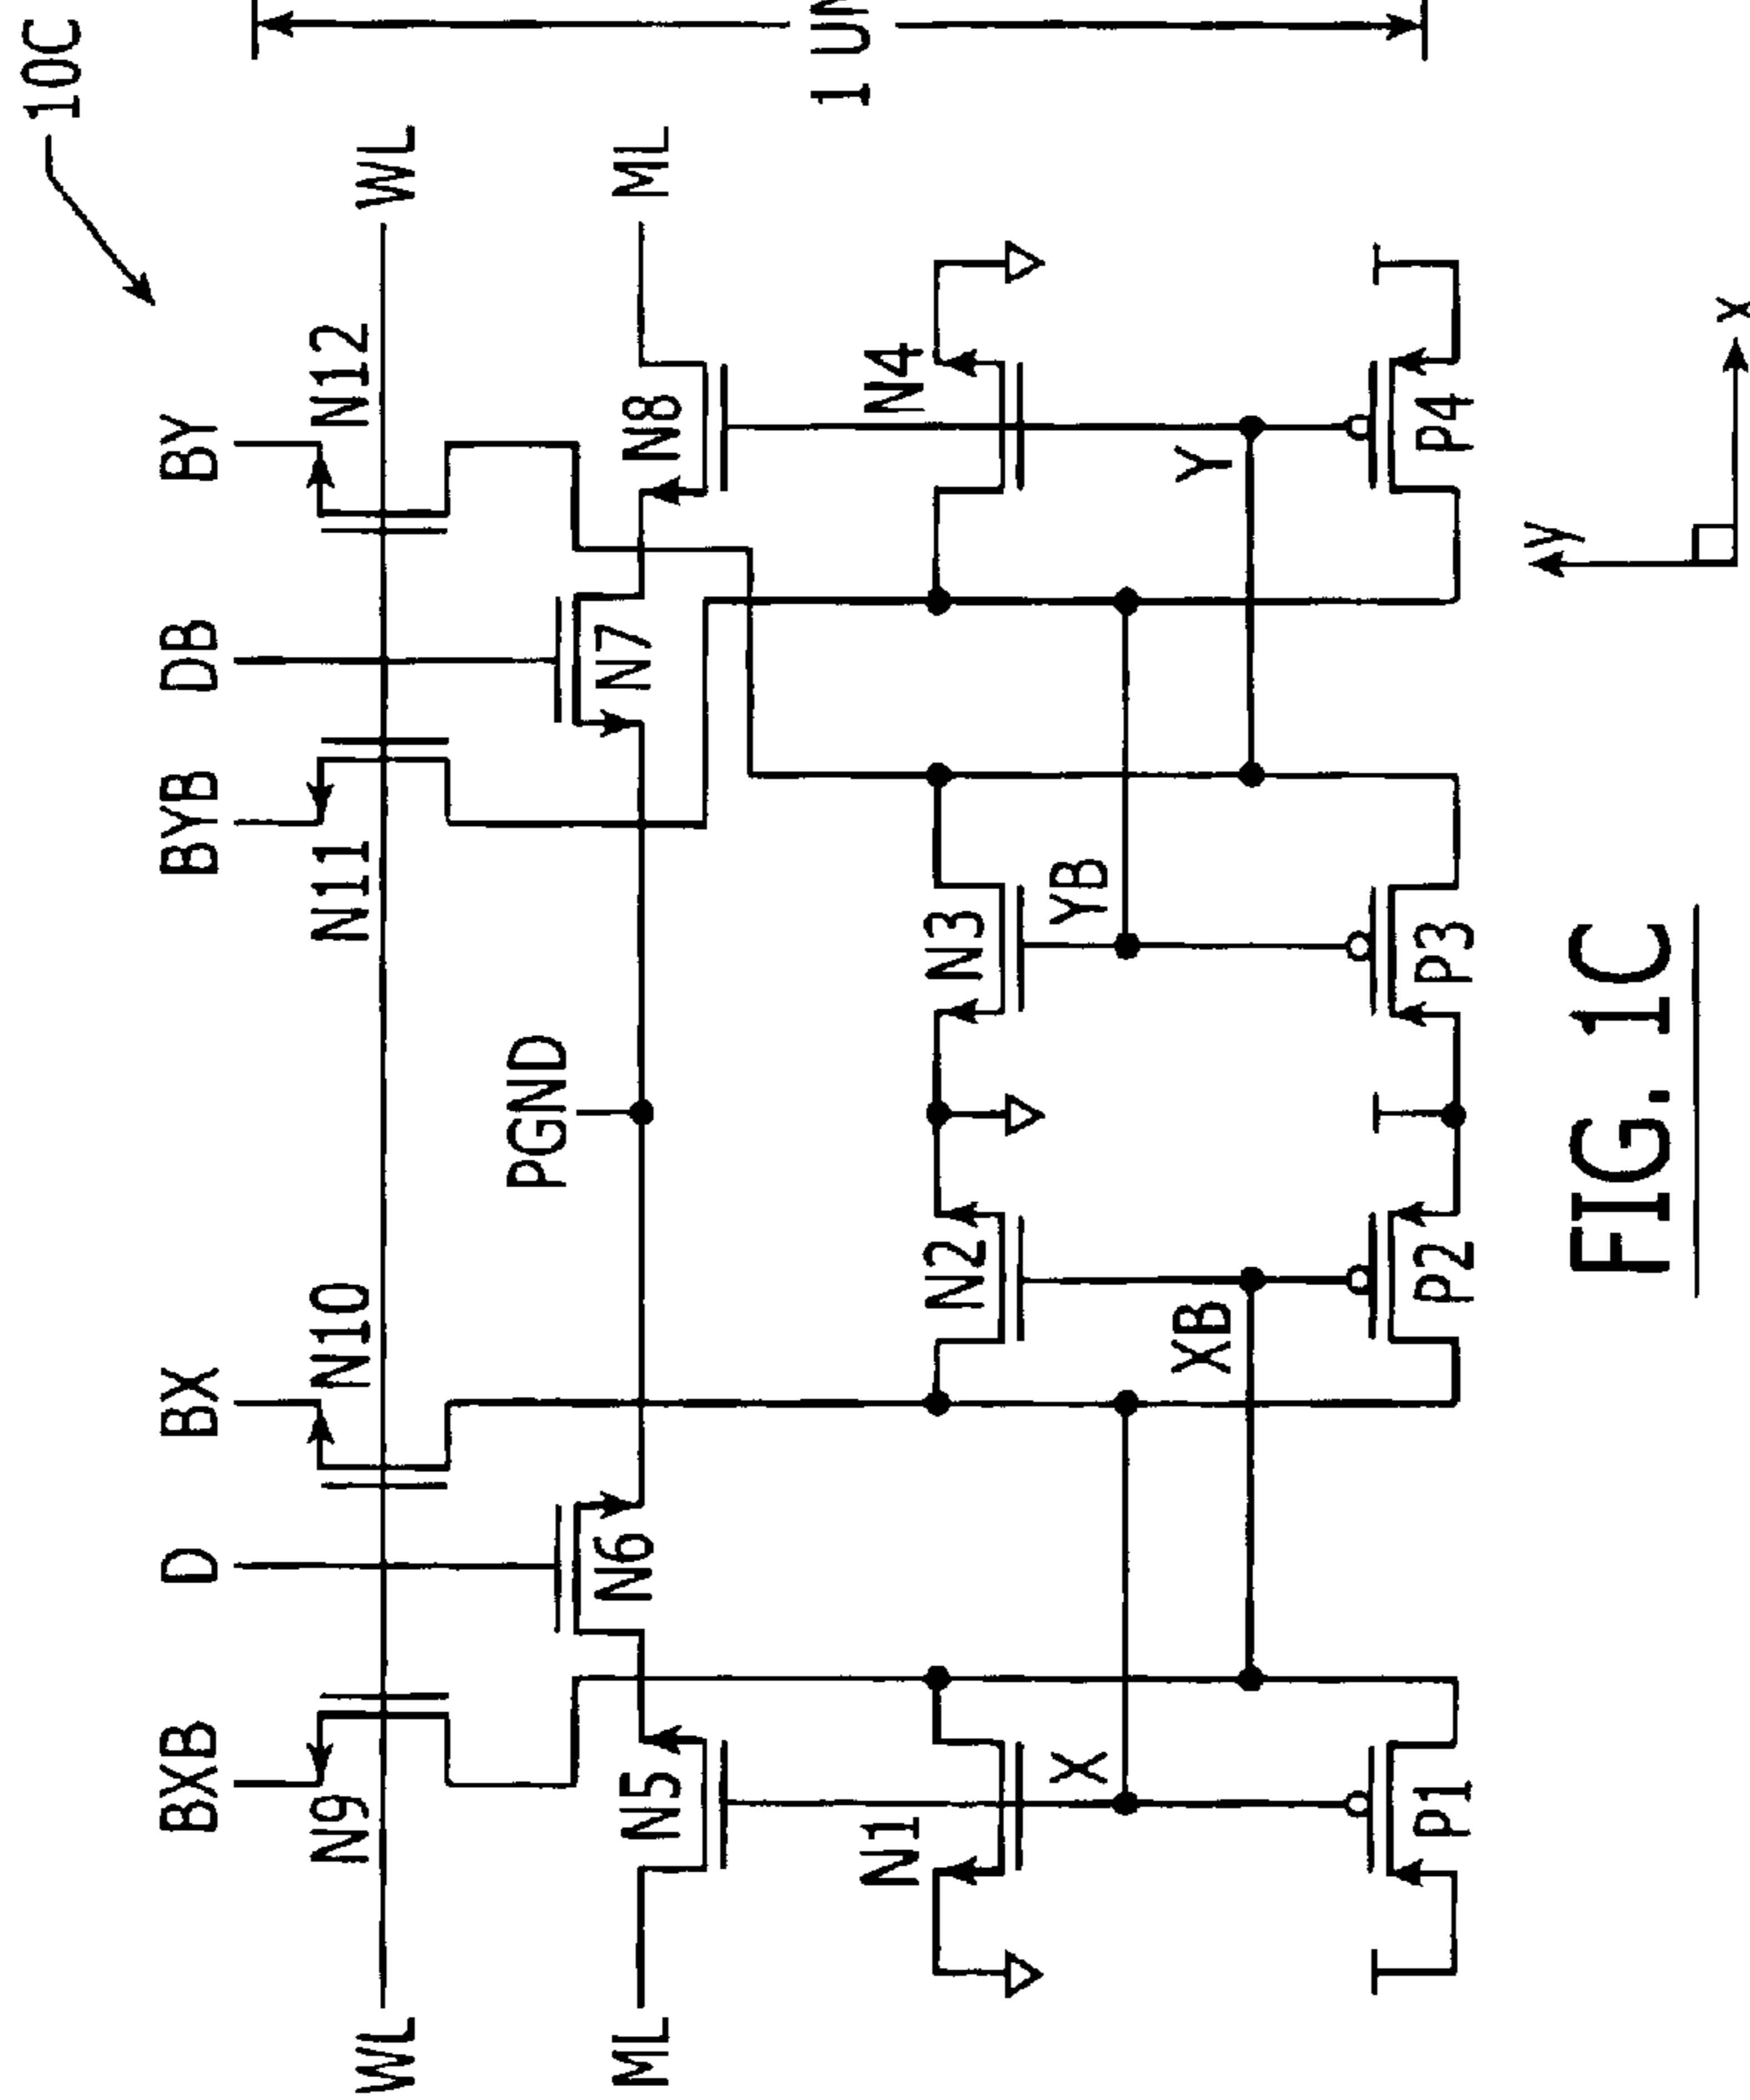 10C
BXB D BX BYB DB BY
N9 N10 N11 N12
WL WL
PGND
N6 N7
ML N5 N8 ML
1 UN
N1 N4
N2 N3
X YB
XB Y
P1 P2 P3 P4
y
FIG. 1C
x